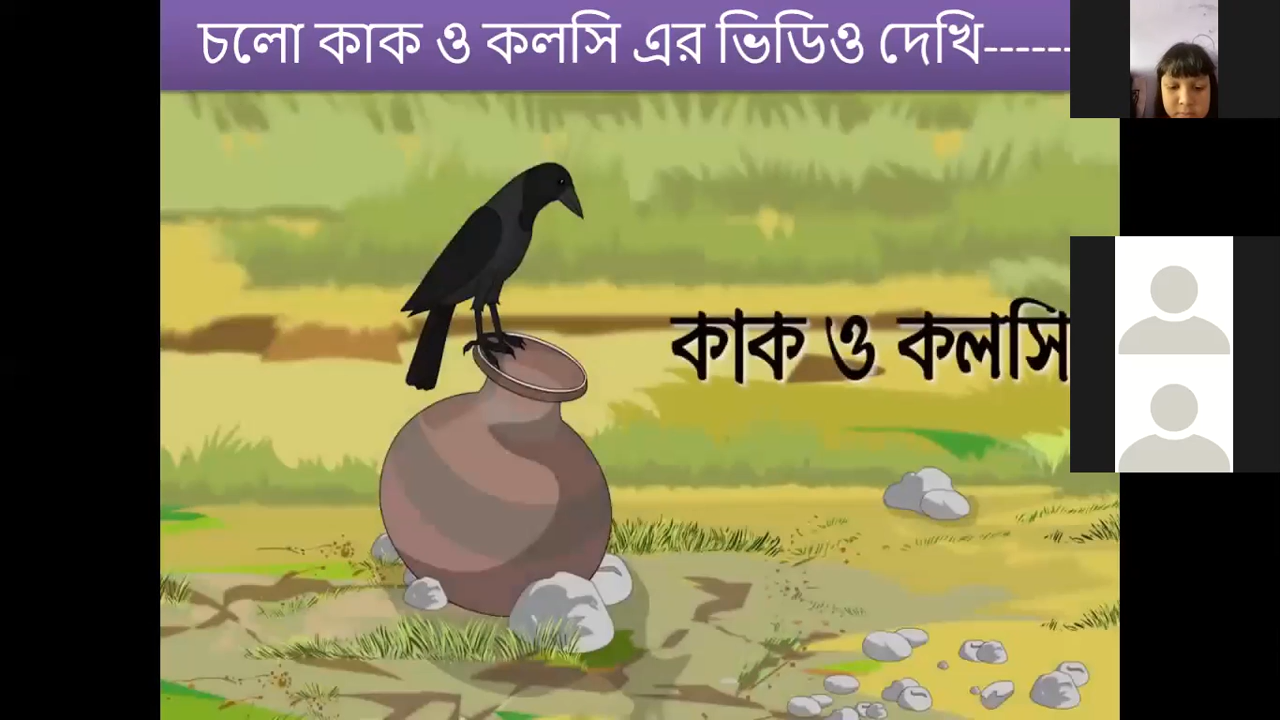 চলো কাক ও কলসি এর ভিডিও দেখি------
কাক ও কলসি